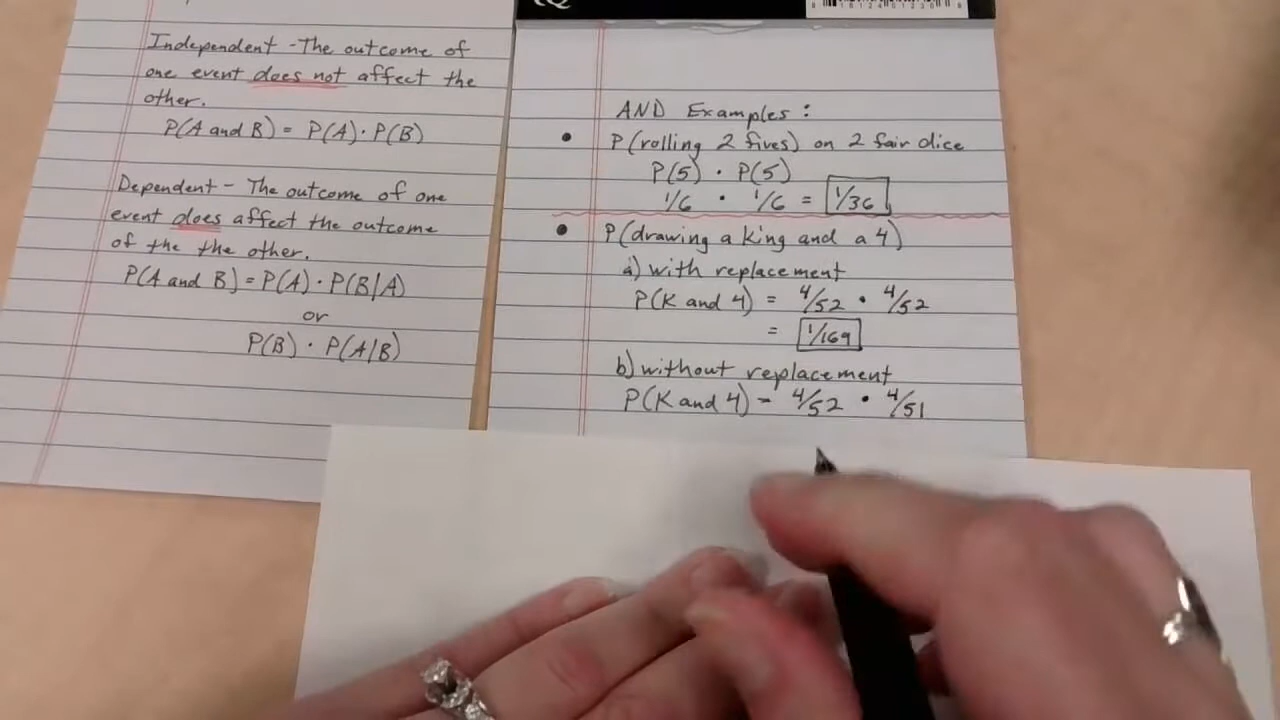 Independent - The outcome of
one event does not affect the
other.
P(A and B) = P(A) · P(B)
Dependent - The outcome of one
event does affect the outcome
of the the other.
P(A and B) = P(A) · P(B|A)
or
P(B) · P(A|B)
AND Examples :
• P(rolling 2 fives) on 2 fair dice
P(5) · P(5)
1/6 · 1/6 = 1/36
• P(drawing a King and a 4)
a) with replacement
P(K and 4) = 4/52 · 4/52
= 1/169
b) without replacement
P(K and 4) = 4/52 · 4/51